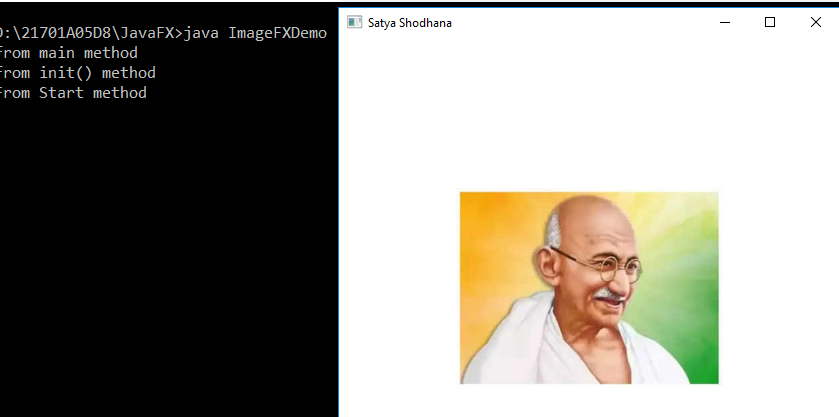 D:\21701A05D8\JavaFX>java ImageFXDemo
From main method
From init() method
From Start method
Satya Shodhana